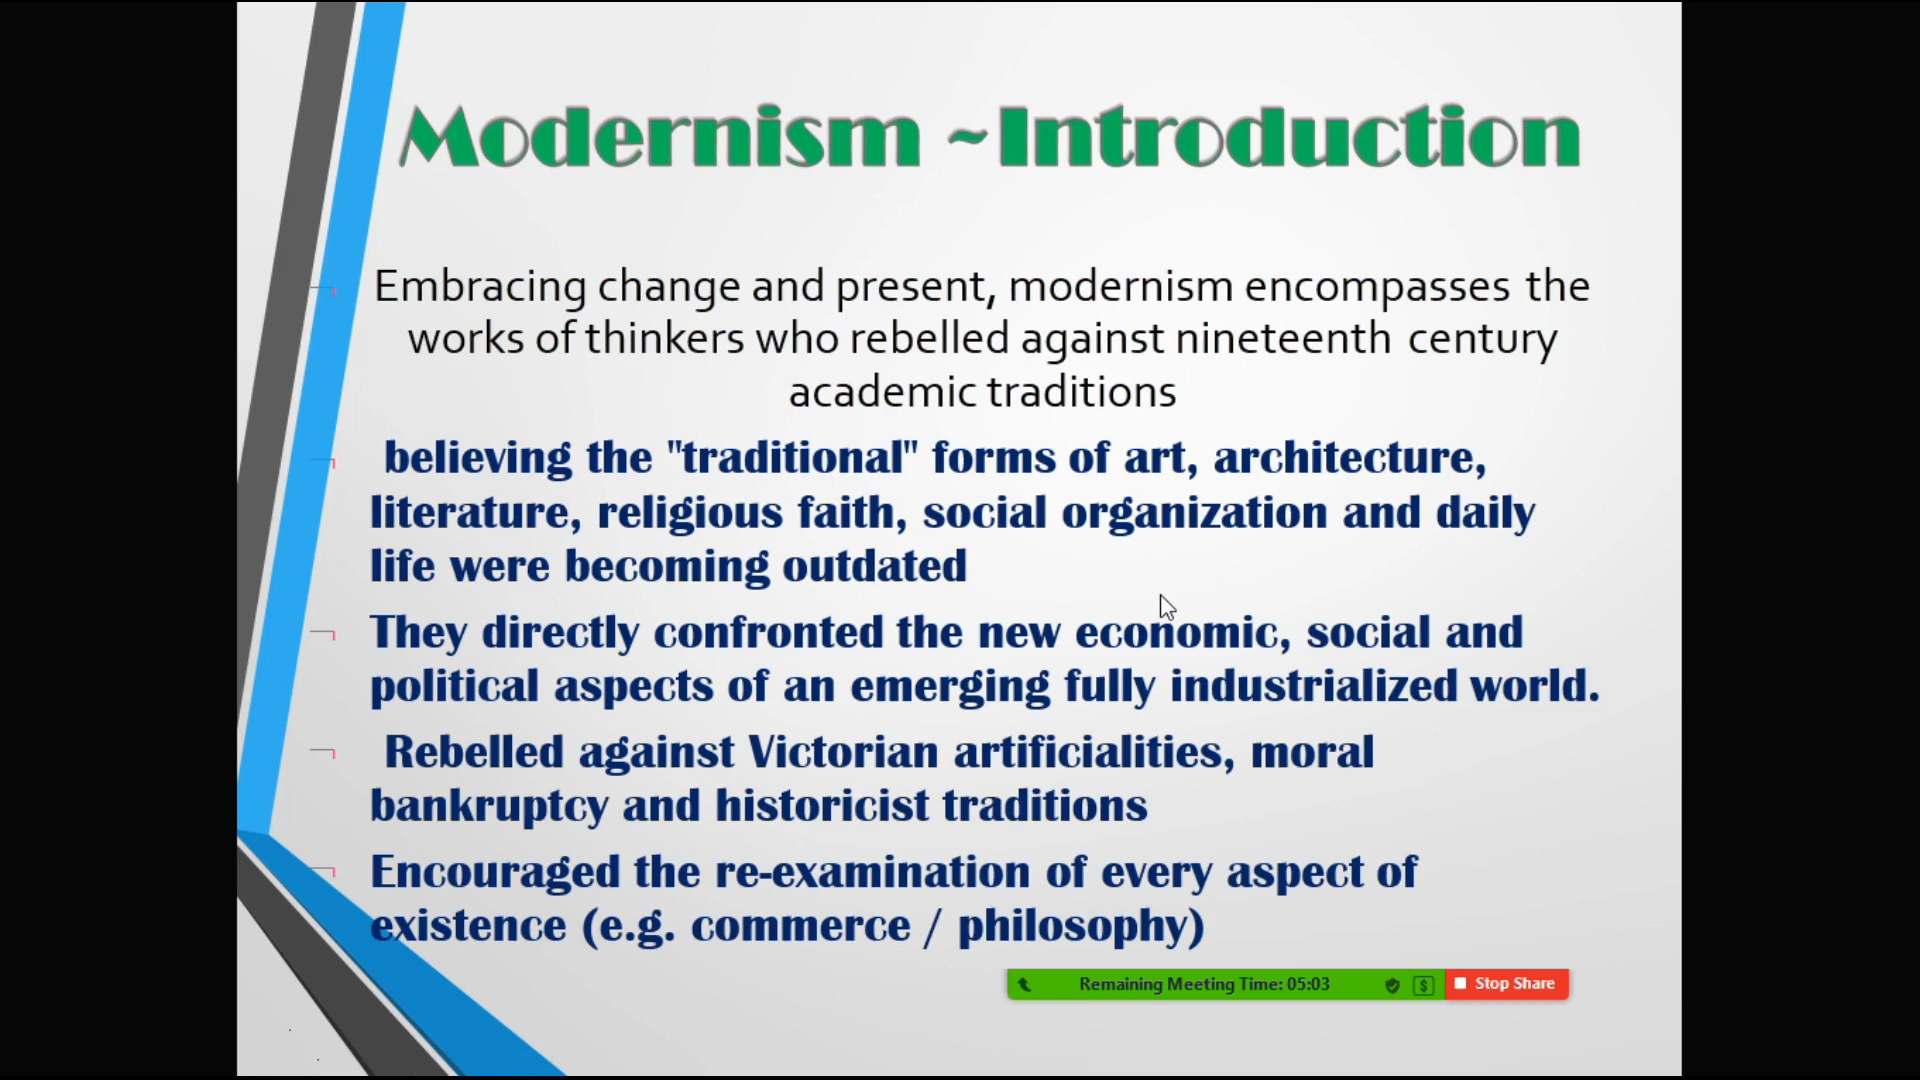 Modernism ~Introduction
Embracing change and present, modernism encompasses the
works of thinkers who rebelled against nineteenth century
academic traditions
believing the "traditional" forms of art, architecture,
literature, religious faith, social organization and daily
life were becoming outdated
They directly confronted the new economic, social and
political aspects of an emerging fully industrialized world.
Rebelled against Victorian artificialities, moral
bankruptcy and historicist traditions
Encouraged the re-examination of every aspect of
existence (e.g. commerce / philosophy)
Remaining Meeting Time: 05:03 $ Stop Share